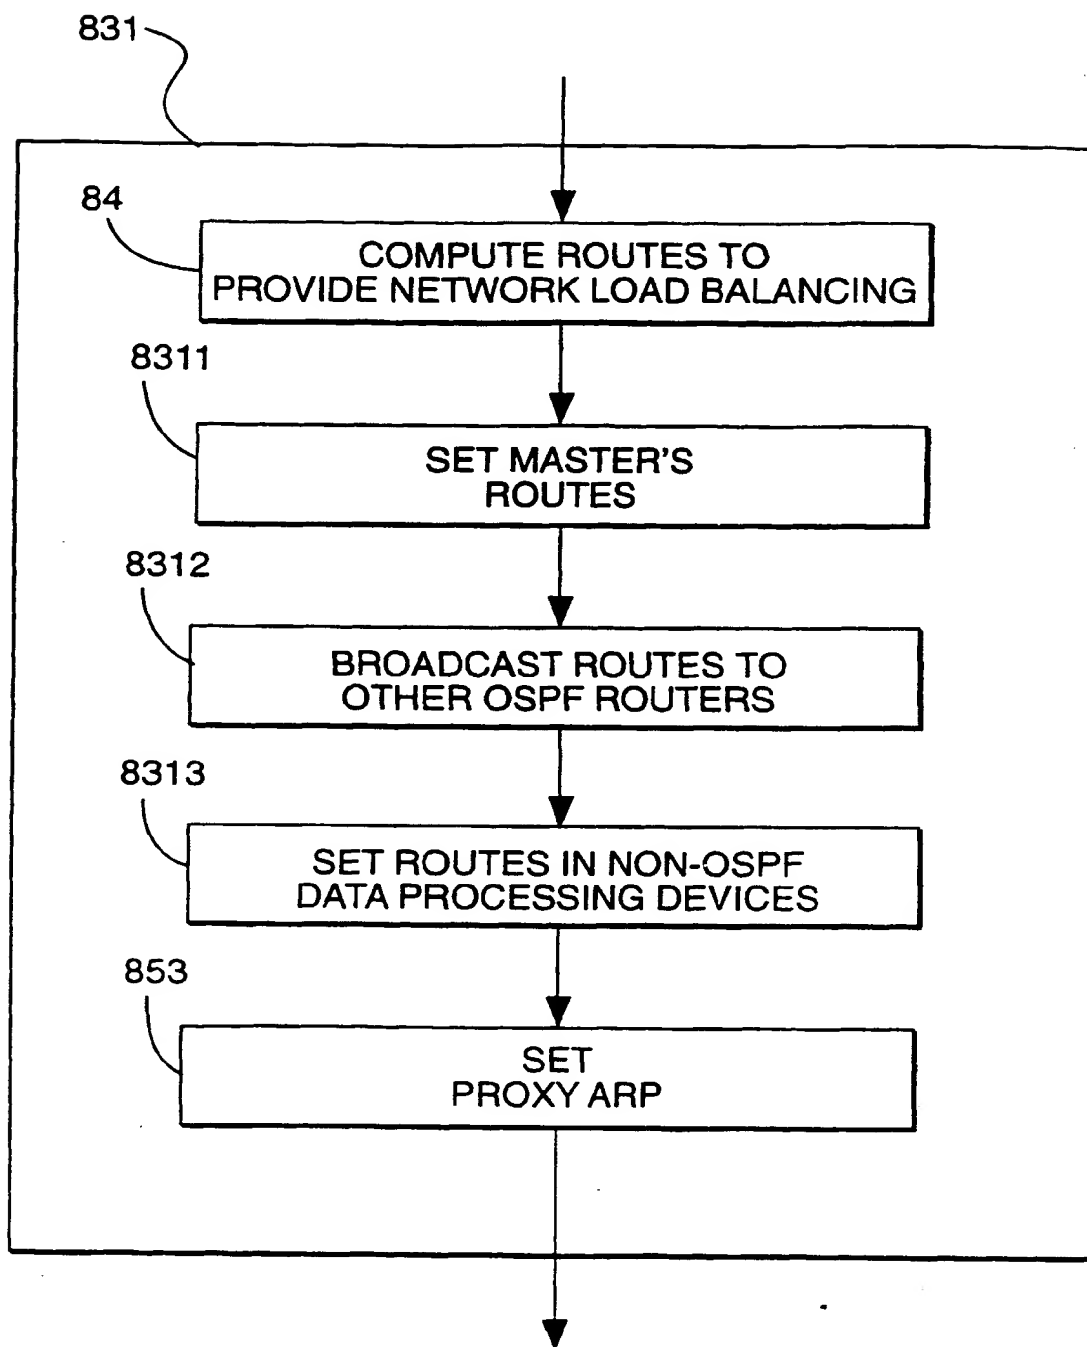 831
84
COMPUTE ROUTES TO
PROVIDE NETWORK LOAD BALANCING
8311
SET MASTER'S
ROUTES
8312
BROADCAST ROUTES TO
OTHER OSPF ROUTERS
8313
SET ROUTES IN NON-OSPF
DATA PROCESSING DEVICES
853
SET
PROXY ARP